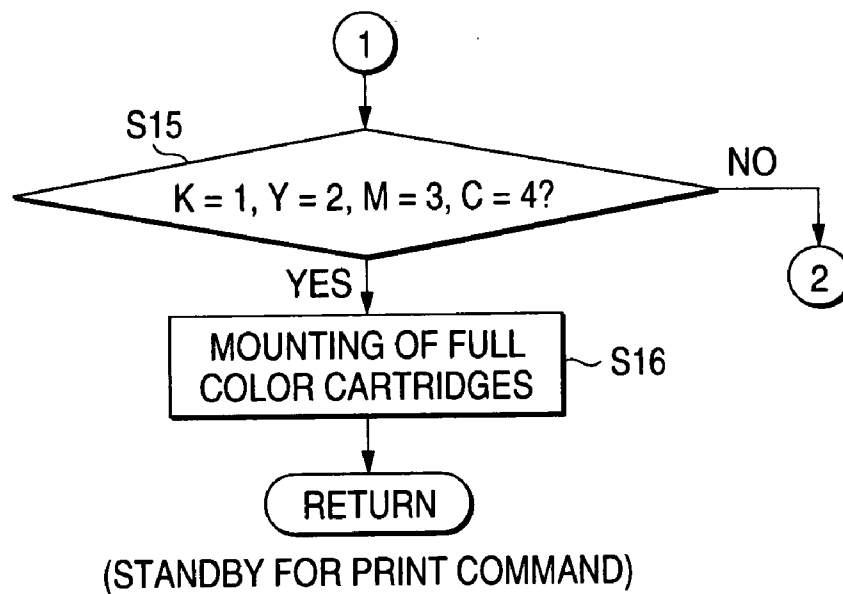 1
S15
K = 1, Y = 2, M = 3, C = 4?
NO
2
YES
MOUNTING OF FULL
COLOR CARTRIDGES
S16
RETURN
(STANDBY FOR PRINT COMMAND)